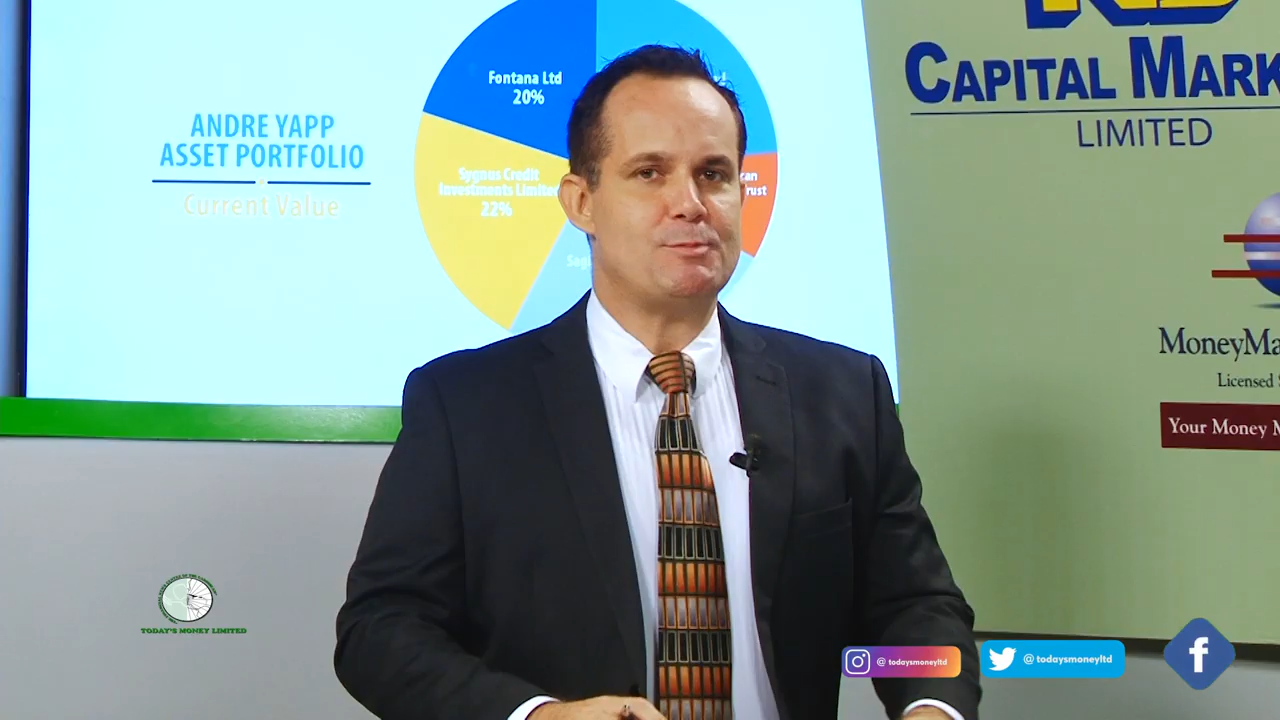 ANDRE YAPP
ASSET PORTFOLIO
Current Value
Fontana Ltd
20%
Sygnus Credit
Investments Limited
22%
CAPITAL MARK
LIMITED
MoneyMa
Licensed
Your Money M
TODAY'S MONEY LIMITED
@ todaysmoneyltd
@ todaysmoneyltd
f